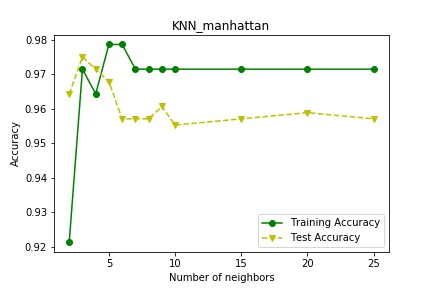 KNN_manhattan
0.98
0.97
0.96
0.95
0.94
0.93
0.92
Accuracy
5
10
15
20
25
Number of neighbors
Training Accuracy
Test Accuracy